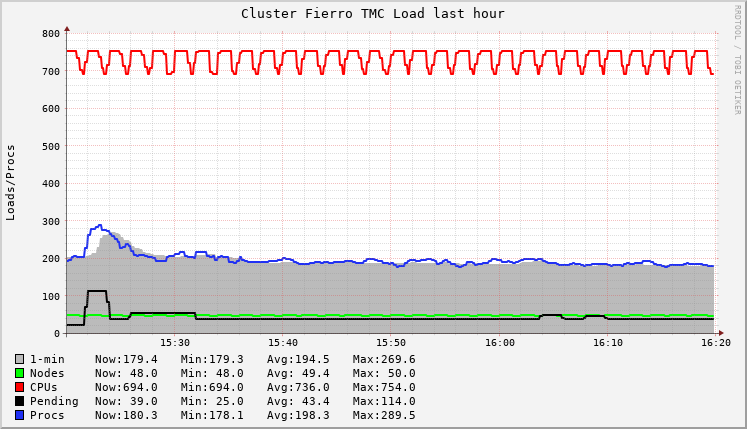 Cluster Fierro TMC Load last hour
RRDTOOL / TOBI OETIKER
Loads/Procs
800
700
600
500
400
300
200
100
0
15:30 15:40 15:50 16:00 16:10 16:20
1-min Now:179.4 Min:179.3 Avg:194.5 Max:269.6
Nodes Now: 48.0 Min: 48.0 Avg: 49.4 Max: 50.0
CPUs Now:694.0 Min:694.0 Avg:736.0 Max:754.0
Pending Now: 39.0 Min: 25.0 Avg: 43.4 Max:114.0
Procs Now:180.3 Min:178.1 Avg:198.3 Max:289.5